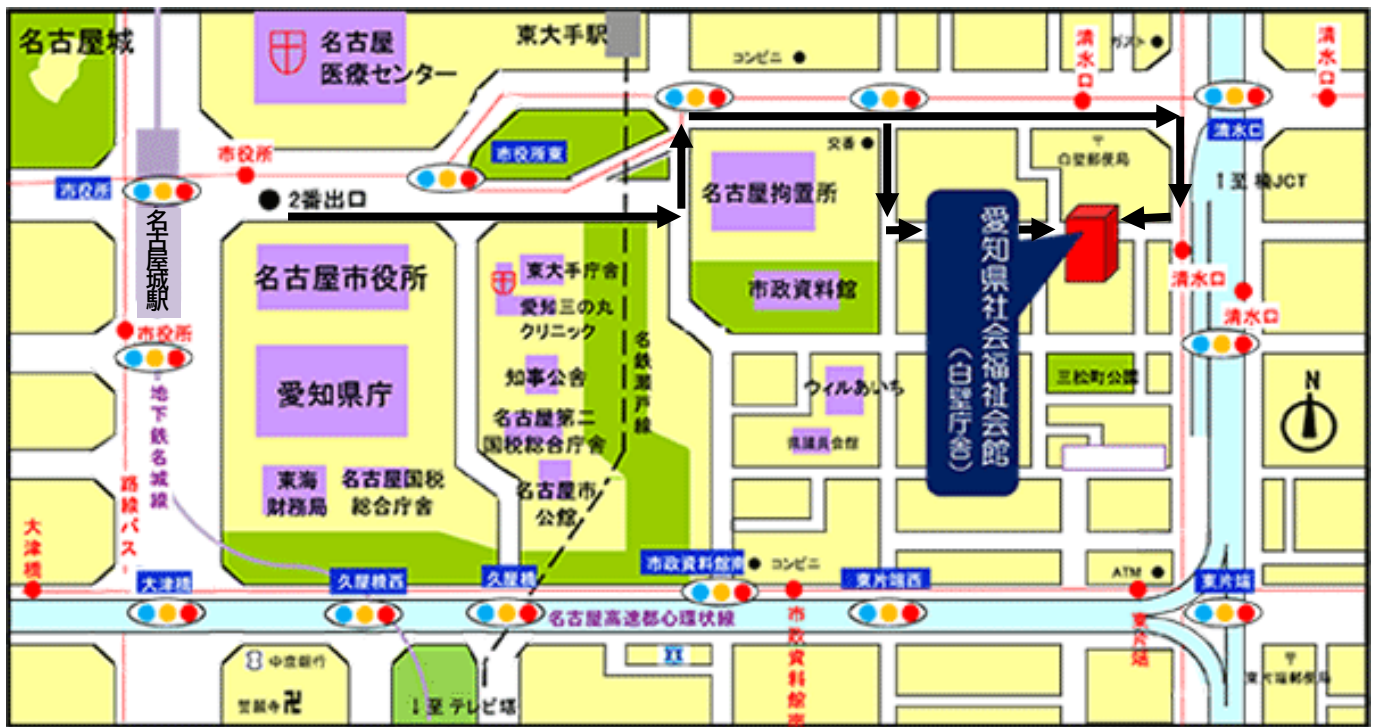 名古屋城
名古屋
医療センター
東大手駅
コンビニ
清水口
ガスト
清水口
市役所
市役所
市役所東
2番出口
交番
〒
白壁郵便局
清水口
↑至 楠JCT
名古屋城駅
名古屋拘置所
名古屋市役所
東大手庁舎
愛知三の丸
クリニック
市政資料館
愛知県社会福祉会館
（白壁庁舎）
清水口
清水口
市役所
地下鉄名城線
愛知県庁
知事公舎
名古屋第二
国税総合庁舎
名鉄瀬戸線
ウィルあいち
県議員会館
三松町公園
N
路線バス
東海
財務局
名古屋国税
総合庁舎
名古屋市
公館
大津橋
大津橋
久屋橋西
久屋橋
市政資料館南
コンビニ
東片端西
ATM
東片端
名古屋高速都心環状線
市政資料館南
東片端
中京銀行
↓至 テレビ塔
〒
東片端郵便局